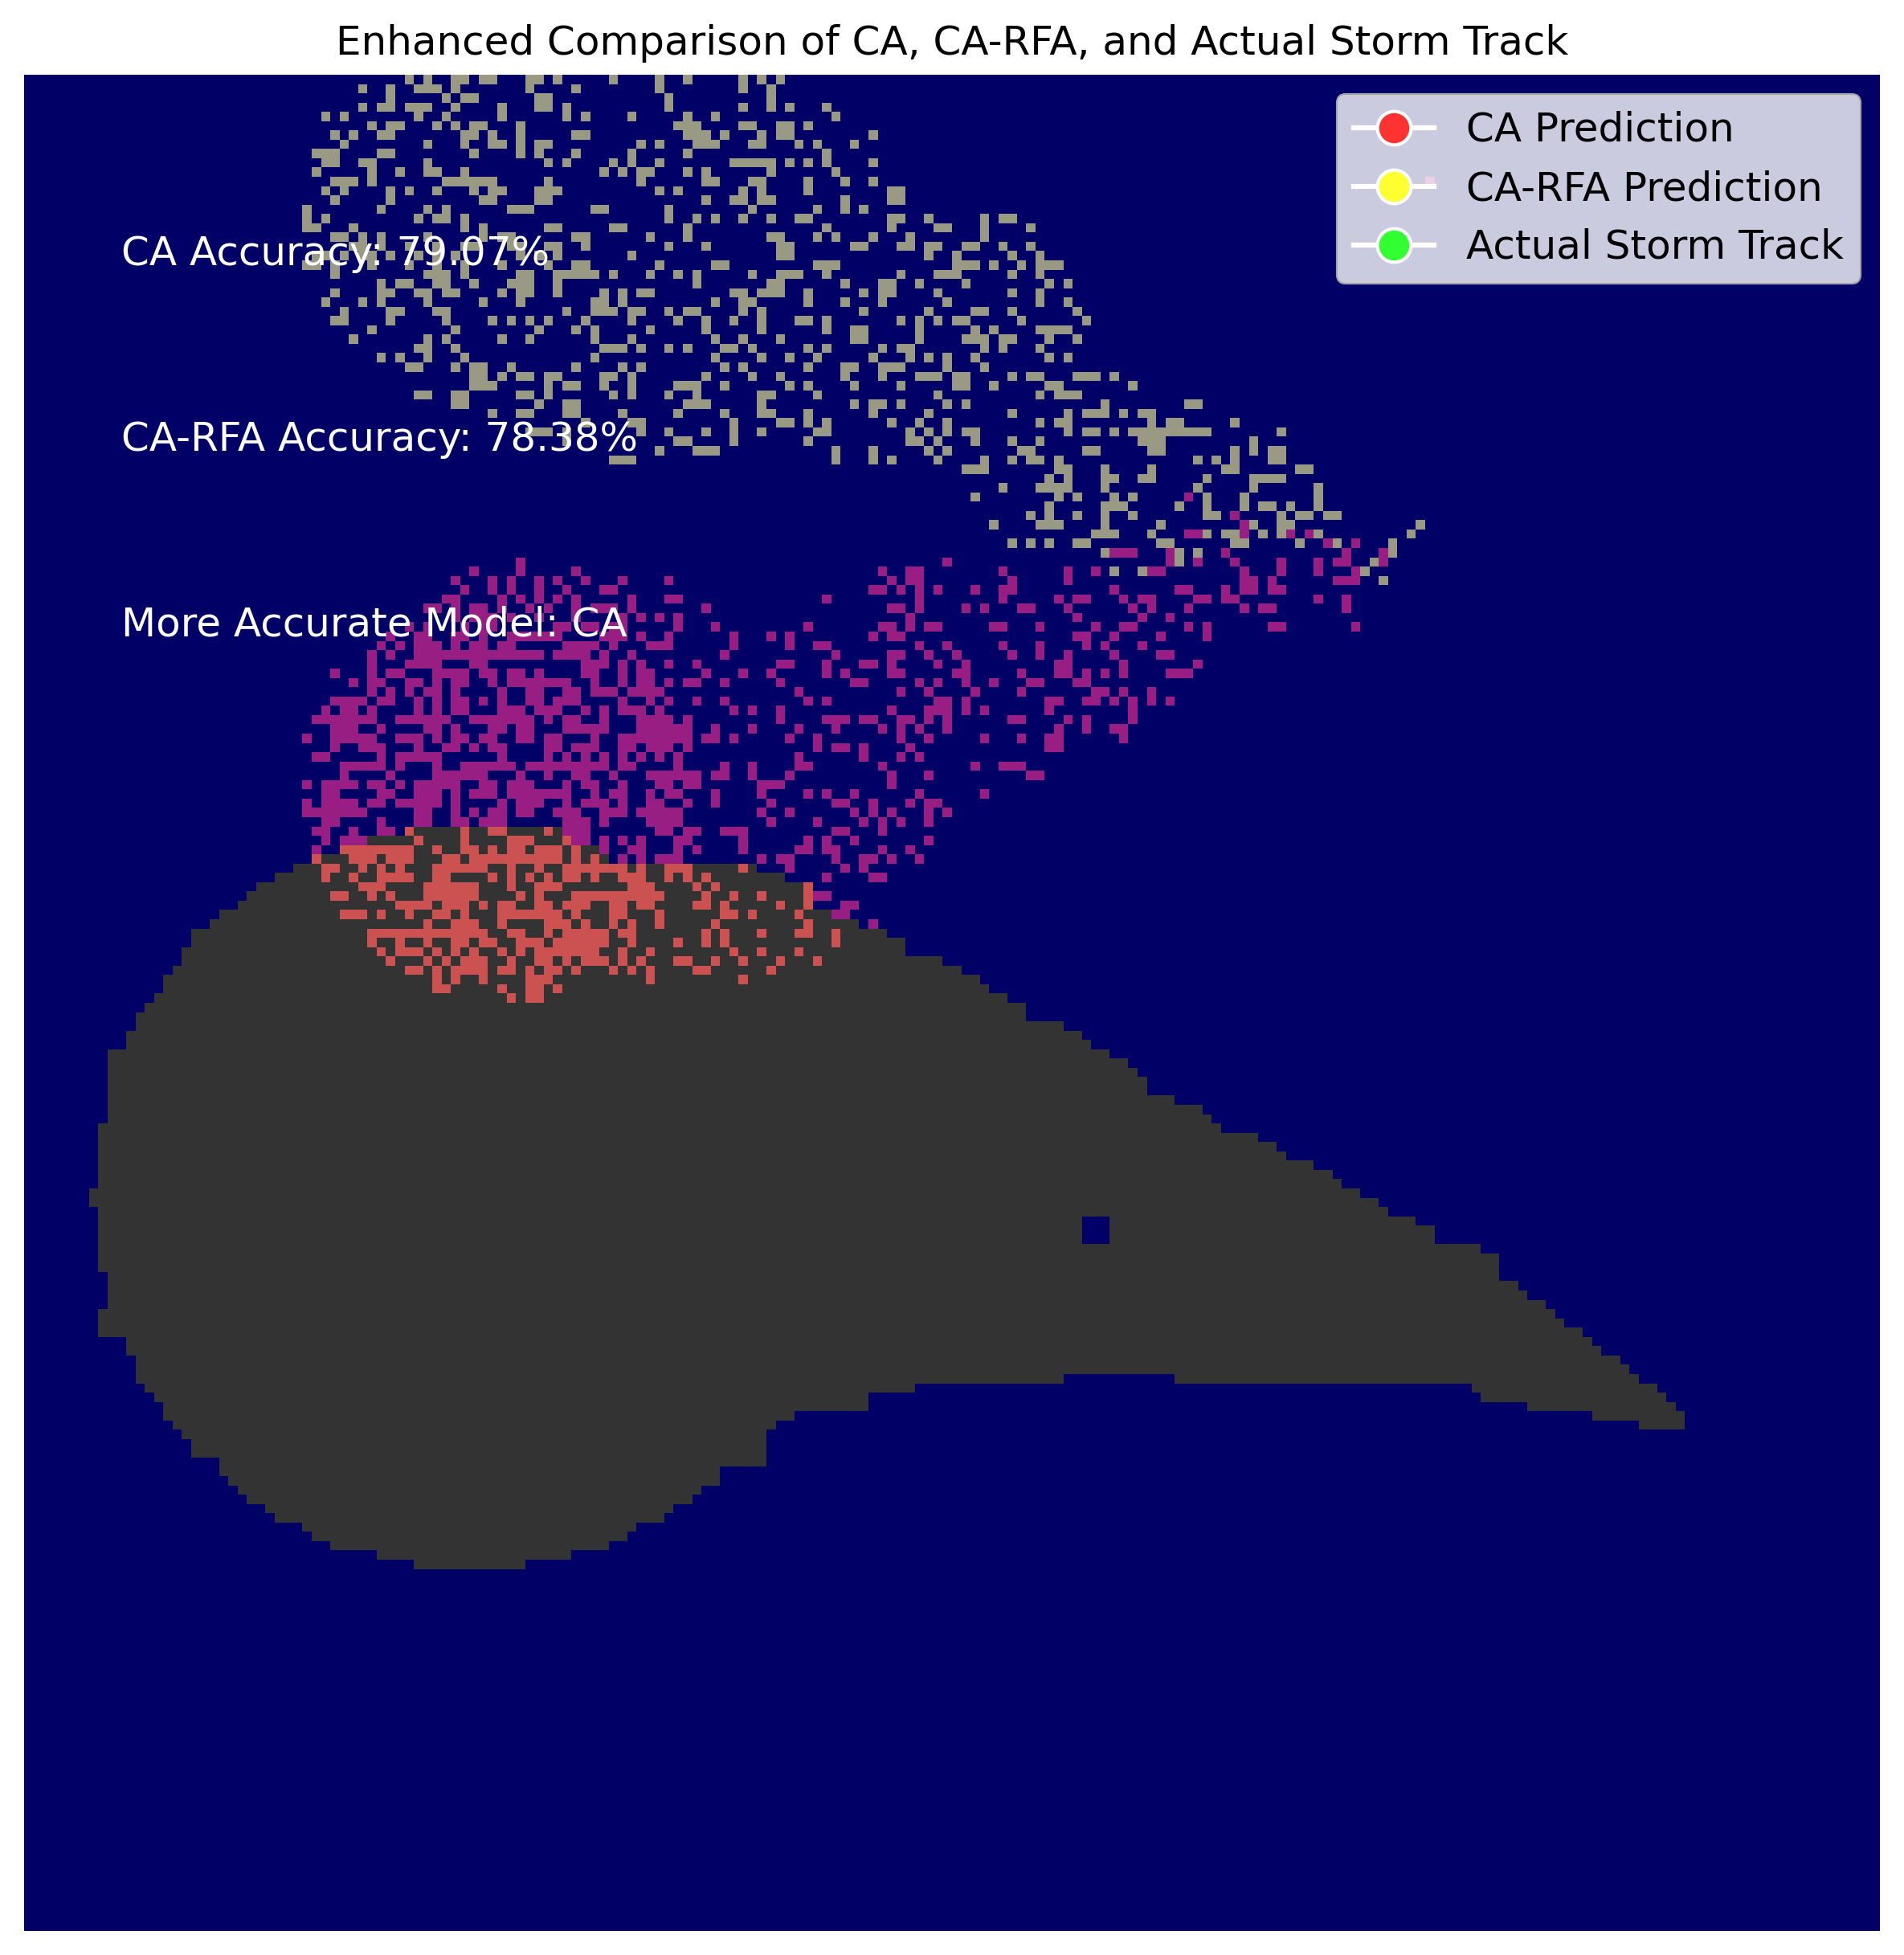 Enhanced Comparison of CA, CA-RFA, and Actual Storm Track
CA Prediction
CA-RFA Prediction
Actual Storm Track
CA Accuracy: 79.07%
CA-RFA Accuracy: 78.38%
More Accurate Model: CA